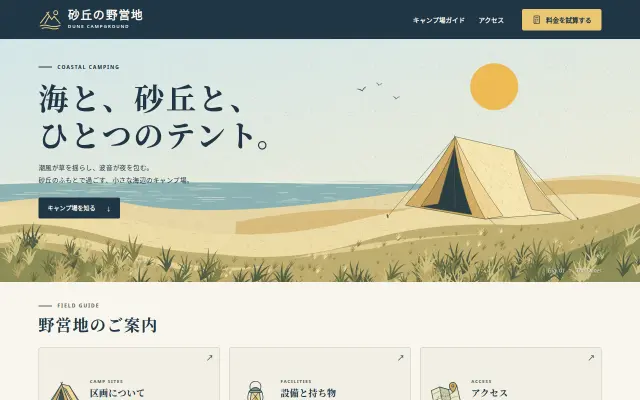 砂丘の野営地
DUNE CAMPGROUND
キャンプ場ガイド
アクセス
料金を試算する
COASTAL CAMPING
海と、砂丘と、
ひとつのテント。
潮風が草を揺らし、波音が夜を包む。
砂丘のふもとで過ごす、小さな海辺のキャンプ場。
キャンプ場を知る ↓
FIELD GUIDE
野営地のご案内
↗
CAMP SITES
区画について
↗
FACILITIES
設備と持ち物
↗
ACCESS
アクセス